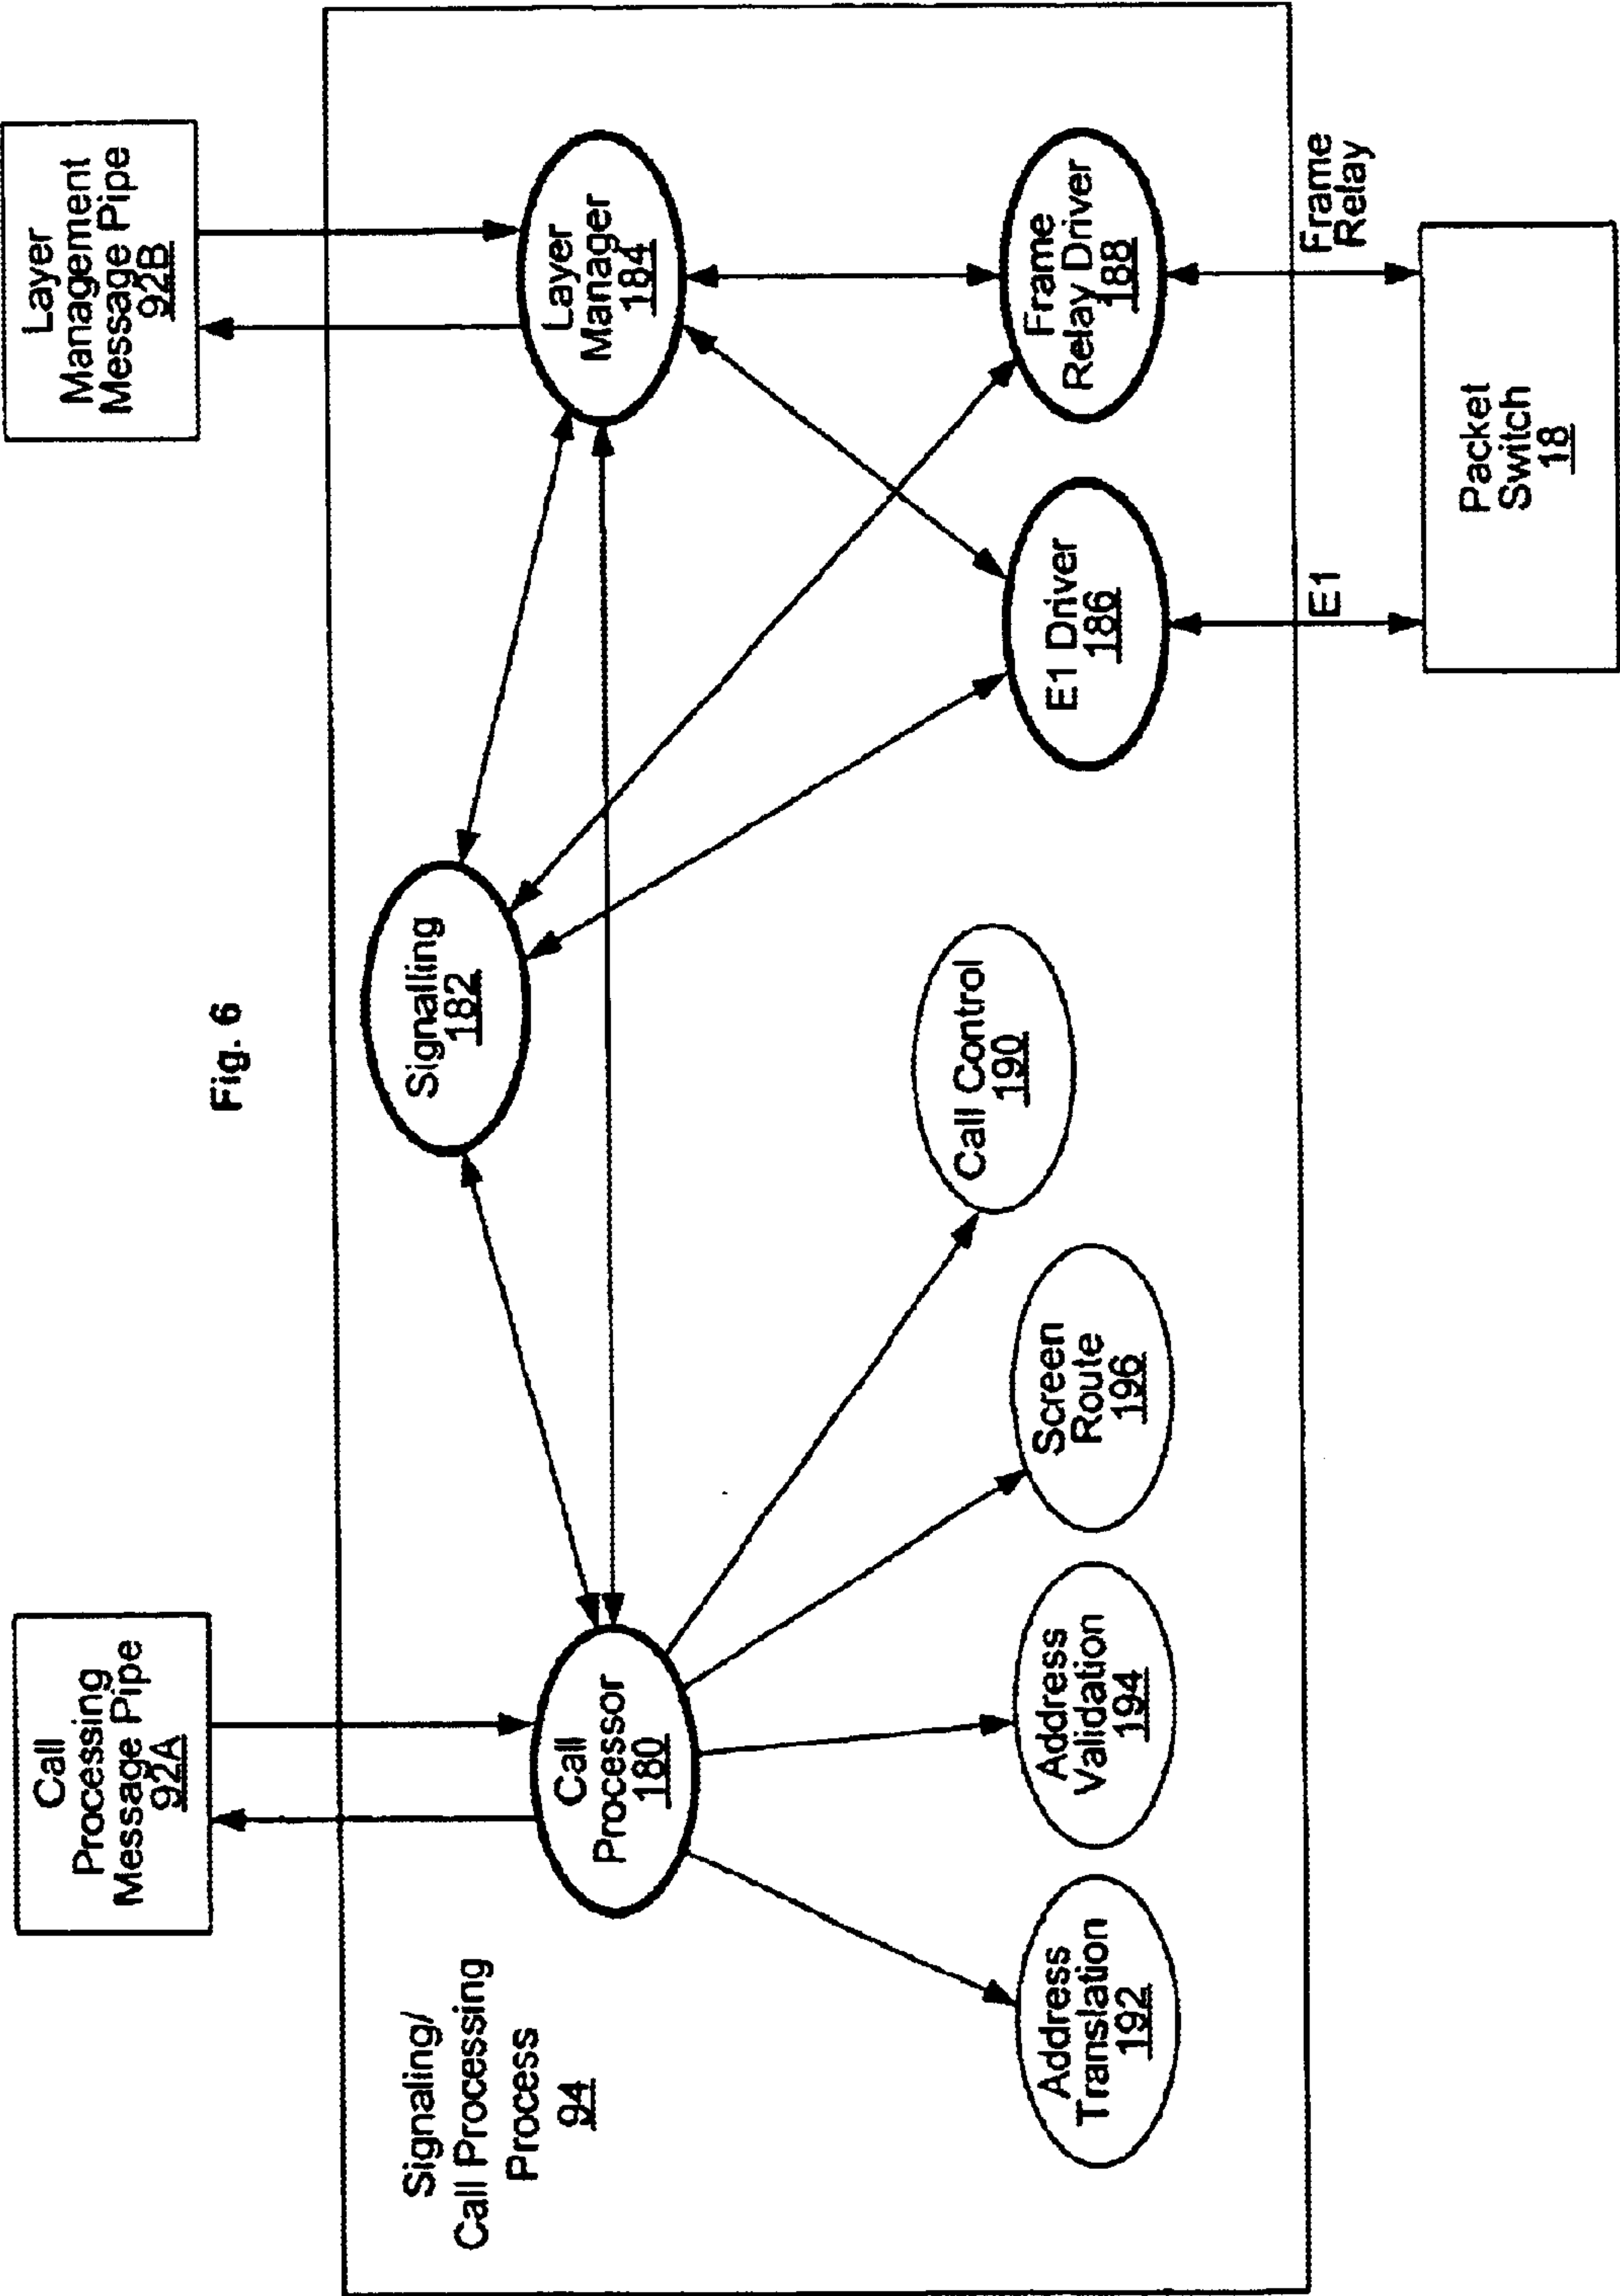 Fig. 6
Call
Processing
Message Pipe
92A
Layer
Management
Message Pipe
92B
Signaling/
Call Processing
Process
94
Signalling
182
Call
Processor
180
Layer
Manager
184
Address
Translation
192
Address
Validation
194
Screen
Route
196
Call Control
190
E1 Driver
186
Frame
Relay Driver
188
E1
Frame
Relay
Packet
Switch
18